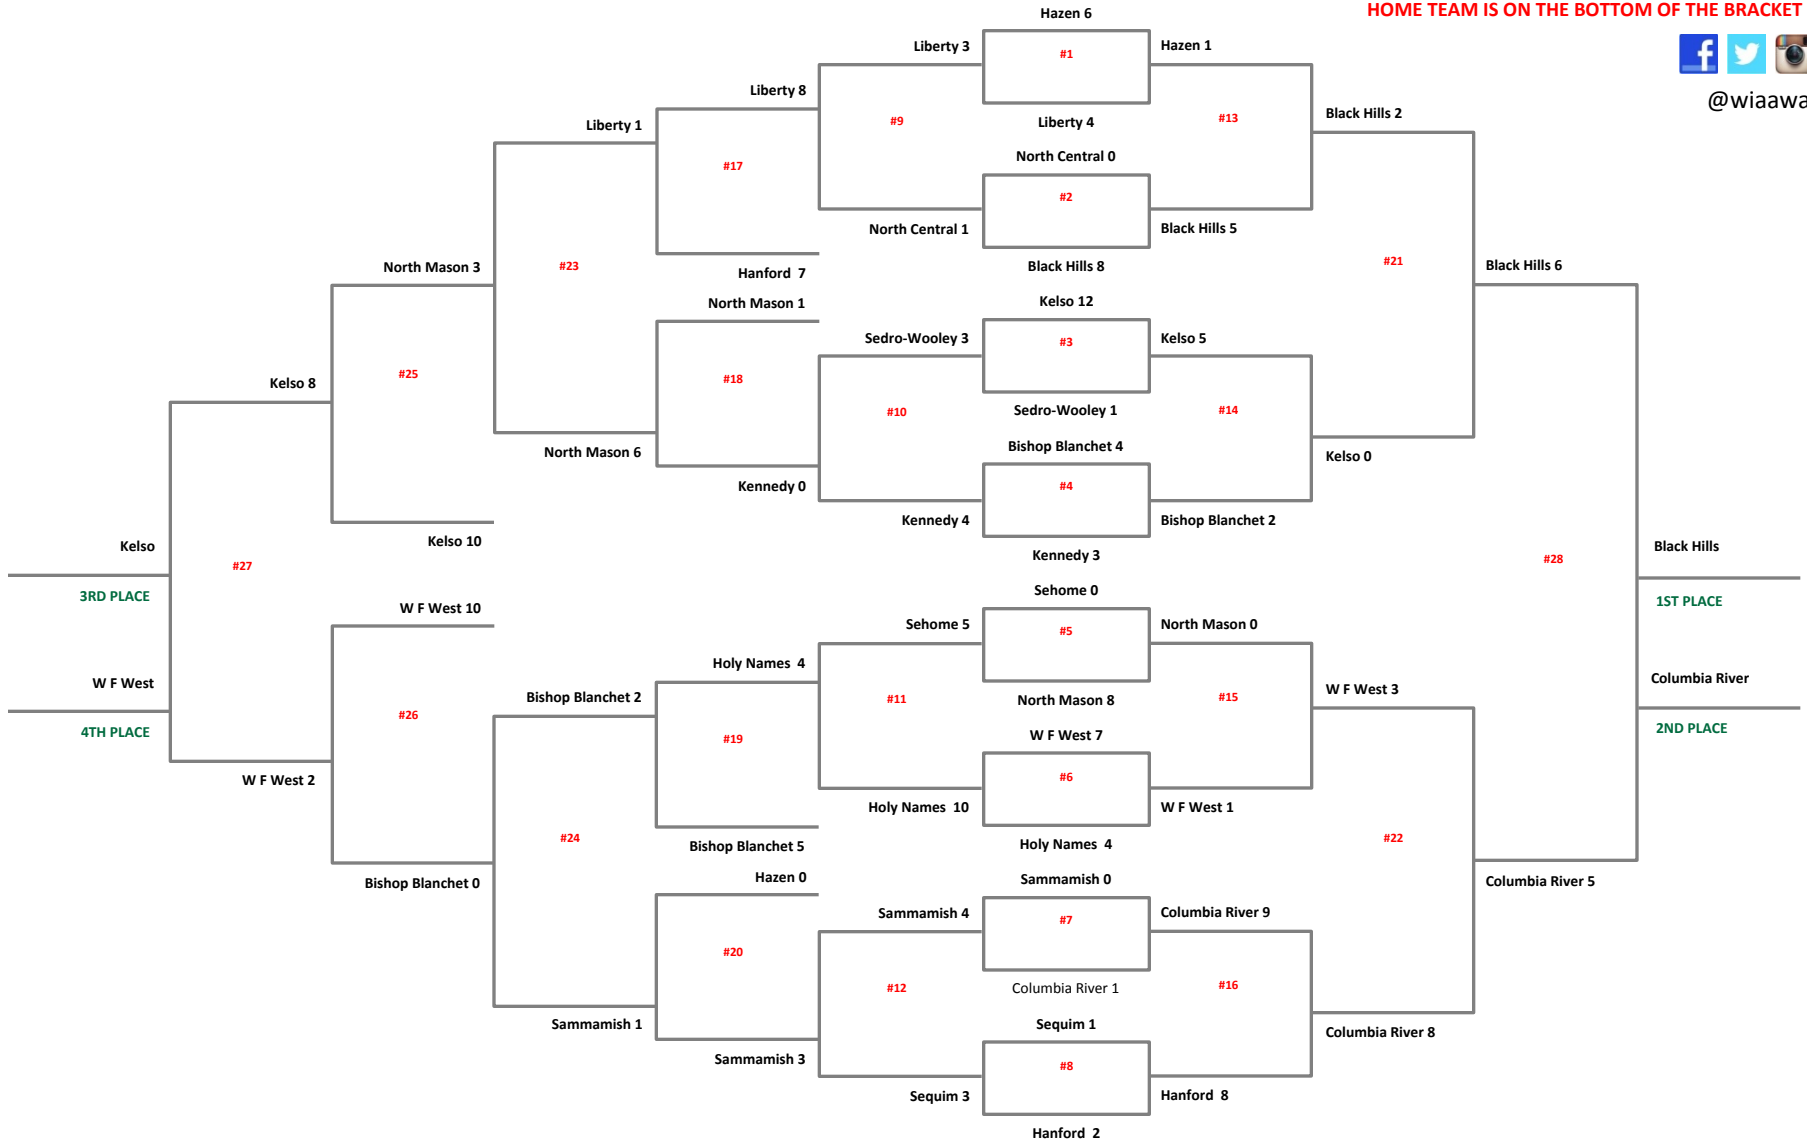 HOME TEAM IS ON THE BOTTOM OF THE BRACKET
@wiaawa
Hazen 6
#1
Liberty 4
North Central 0
#2
Black Hills 8
Kelso 12
#3
Sedro-Wooley 1
Bishop Blanchet 4
#4
Kennedy 3
Sehome 0
#5
North Mason 8
W F West 7
#6
Holy Names 4
Sammamish 0
#7
Columbia River 1
Sequim 1
#8
Hanford 2
Liberty 3
#9
North Central 1
Sedro-Wooley 3
#10
Kennedy 4
Sehome 5
#11
Holy Names 10
Sammamish 4
#12
Sequim 3
Hazen 1
#13
Black Hills 5
Kelso 5
#14
Bishop Blanchet 2
North Mason 0
#15
W F West 1
Columbia River 9
#16
Hanford 8
Liberty 8
#17
Hanford 7
North Mason 1
#18
Kennedy 0
Holy Names 4
#19
Bishop Blanchet 5
Hazen 0
#20
Sammamish 3
Black Hills 2
#21
Kelso 0
W F West 3
#22
Columbia River 8
Liberty 1
#23
North Mason 6
Bishop Blanchet 2
#24
Sammamish 1
North Mason 3
#25
Kelso 10
W F West 10
#26
Bishop Blanchet 0
Kelso 8
#27
W F West 2
Black Hills 6
#28
Columbia River 5
Kelso
3RD PLACE
W F West
4TH PLACE
Black Hills
1ST PLACE
Columbia River
2ND PLACE